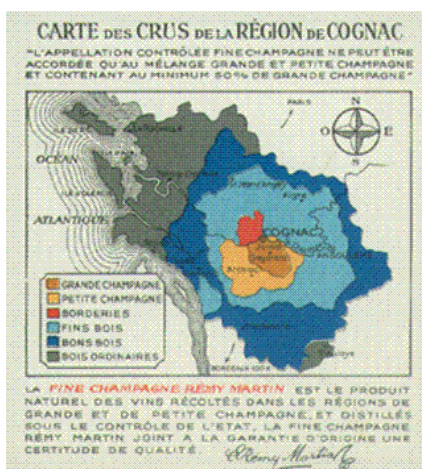 CARTE DES CRUS DE LA RÉGION DE COGNAC
"L'APPELLATION CONTRÔLÉE FINE CHAMPAGNE NE PEUT ÊTRE
ACCORDÉE QU'AU MÉLANGE GRANDE ET PETITE CHAMPAGNE
ET CONTENANT AU MINIMUM 50% DE GRANDE CHAMPAGNE"
PARIS
N
O E
S
OCÉAN
ATLANTIQUE
COGNAC
GRANDE CHAMPAGNE
PETITE CHAMPAGNE
BORDERIES
FINS BOIS
BONS BOIS
BOIS ORDINAIRES
BORDEAUX
LA FINE CHAMPAGNE RÉMY MARTIN EST LE PRODUIT
NATUREL DES VINS RÉCOLTÉS DANS LES RÉGIONS DE
GRANDE ET DE PETITE CHAMPAGNE, ET DISTILLÉS
SOUS LE CONTRÔLE DE L'ETAT, LA FINE CHAMPAGNE
RÉMY MARTIN JOINT A LA GARANTIE D'ORIGINE UNE
CERTITUDE DE QUALITÉ.
Rémy Martin